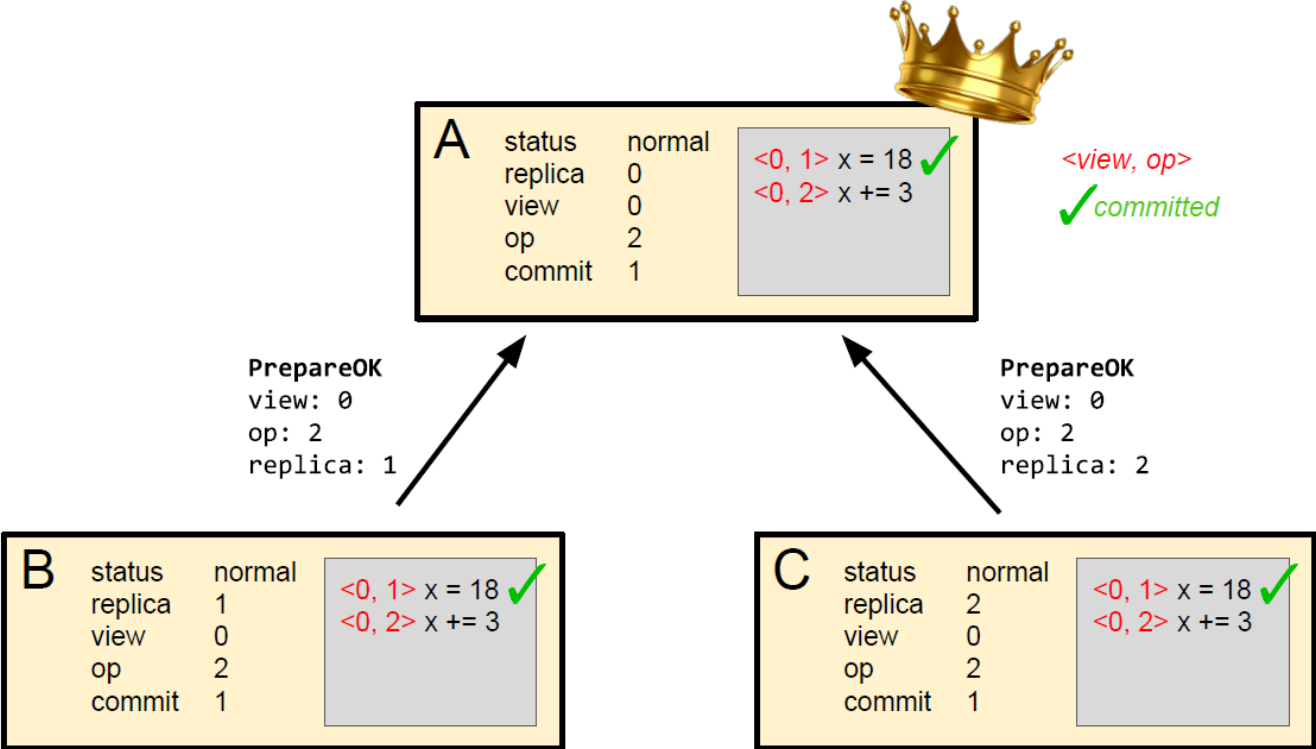 A
status normal
replica 0
view 0
op 2
commit 1
<0, 1> x = 18
<0, 2> x += 3
<view, op>
committed
PrepareOK
view: 0
op: 2
replica: 1
PrepareOK
view: 0
op: 2
replica: 2
B
status normal
replica 1
view 0
op 2
commit 1
<0, 1> x = 18
<0, 2> x += 3
C
status normal
replica 2
view 0
op 2
commit 1
<0, 1> x = 18
<0, 2> x += 3